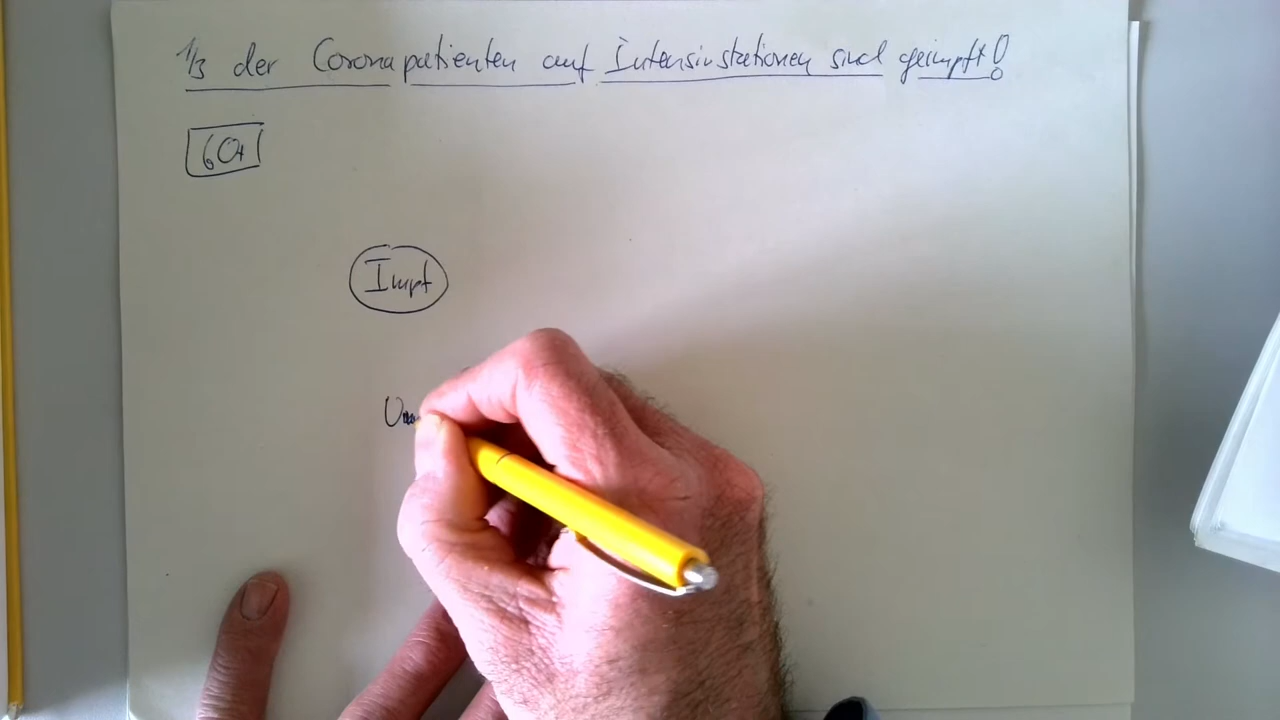 1/3 der Coronapatienten auf Intensivstationen sind geimpft!
60+
Impf